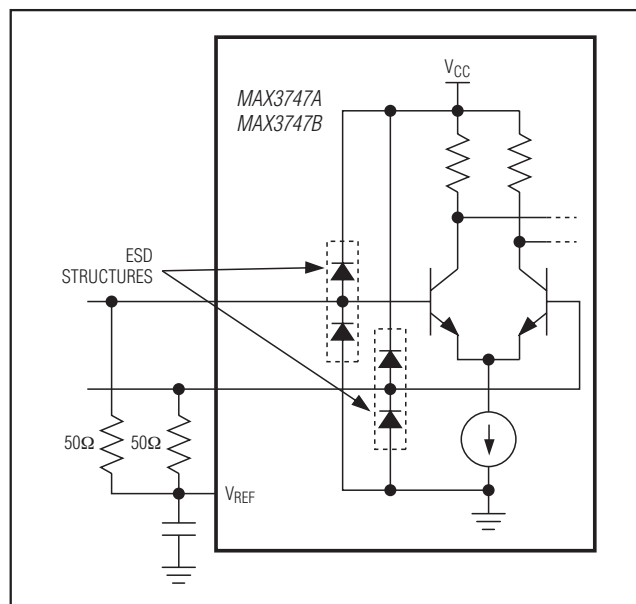 V_CC
MAX3747A
MAX3747B
ESD
STRUCTURES
50Ω
50Ω
V_REF